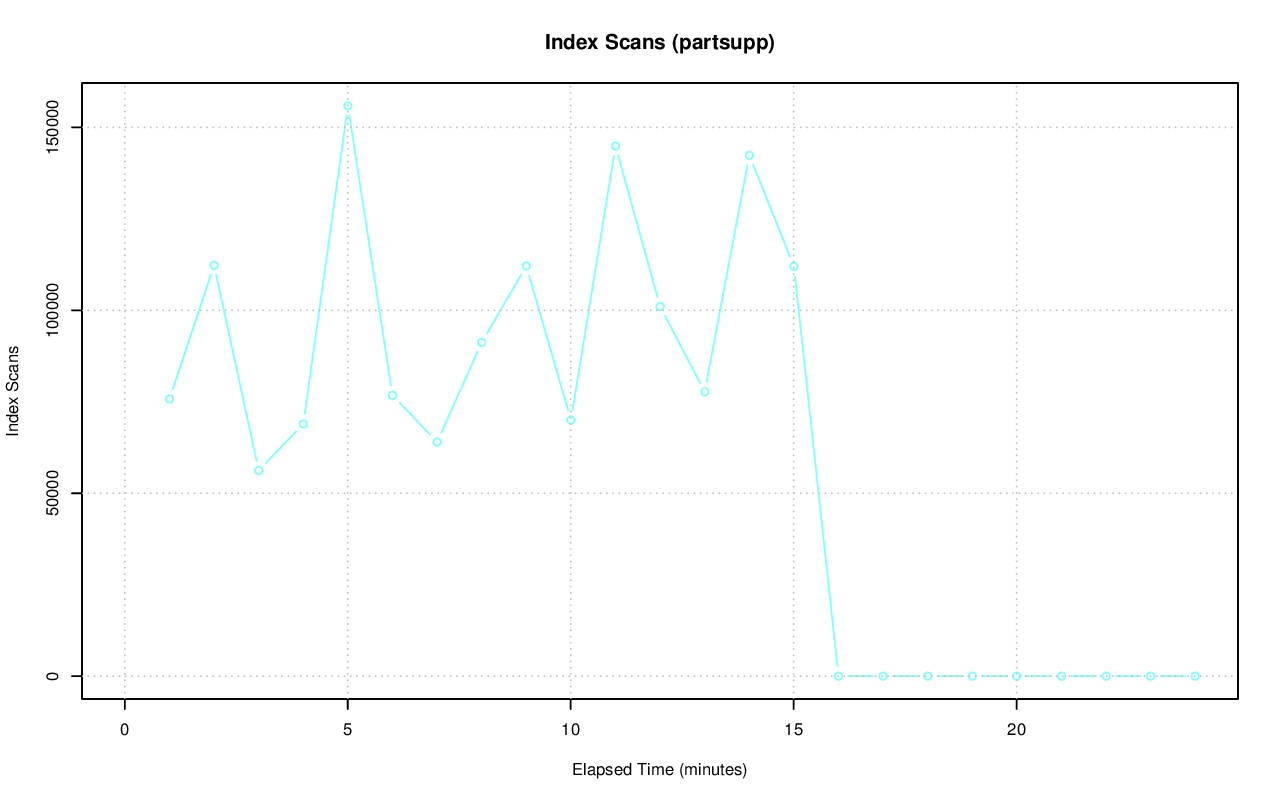 Index Scans (partsupp)
150000
100000
50000
0
Index Scans
0 5 10 15 20
Elapsed Time (minutes)